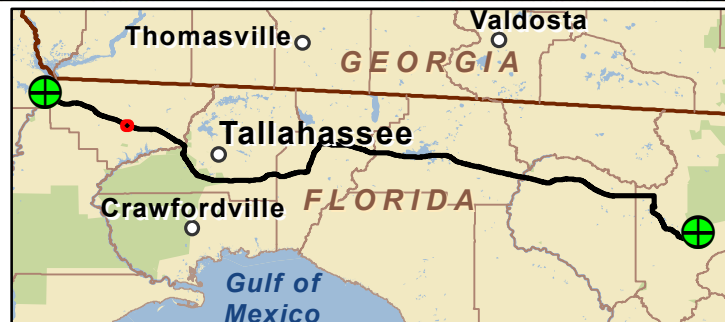 Valdosta
Thomasville
GEORGIA
Tallahassee
FLORIDA
Crawfordville
Gulf of
Mexico